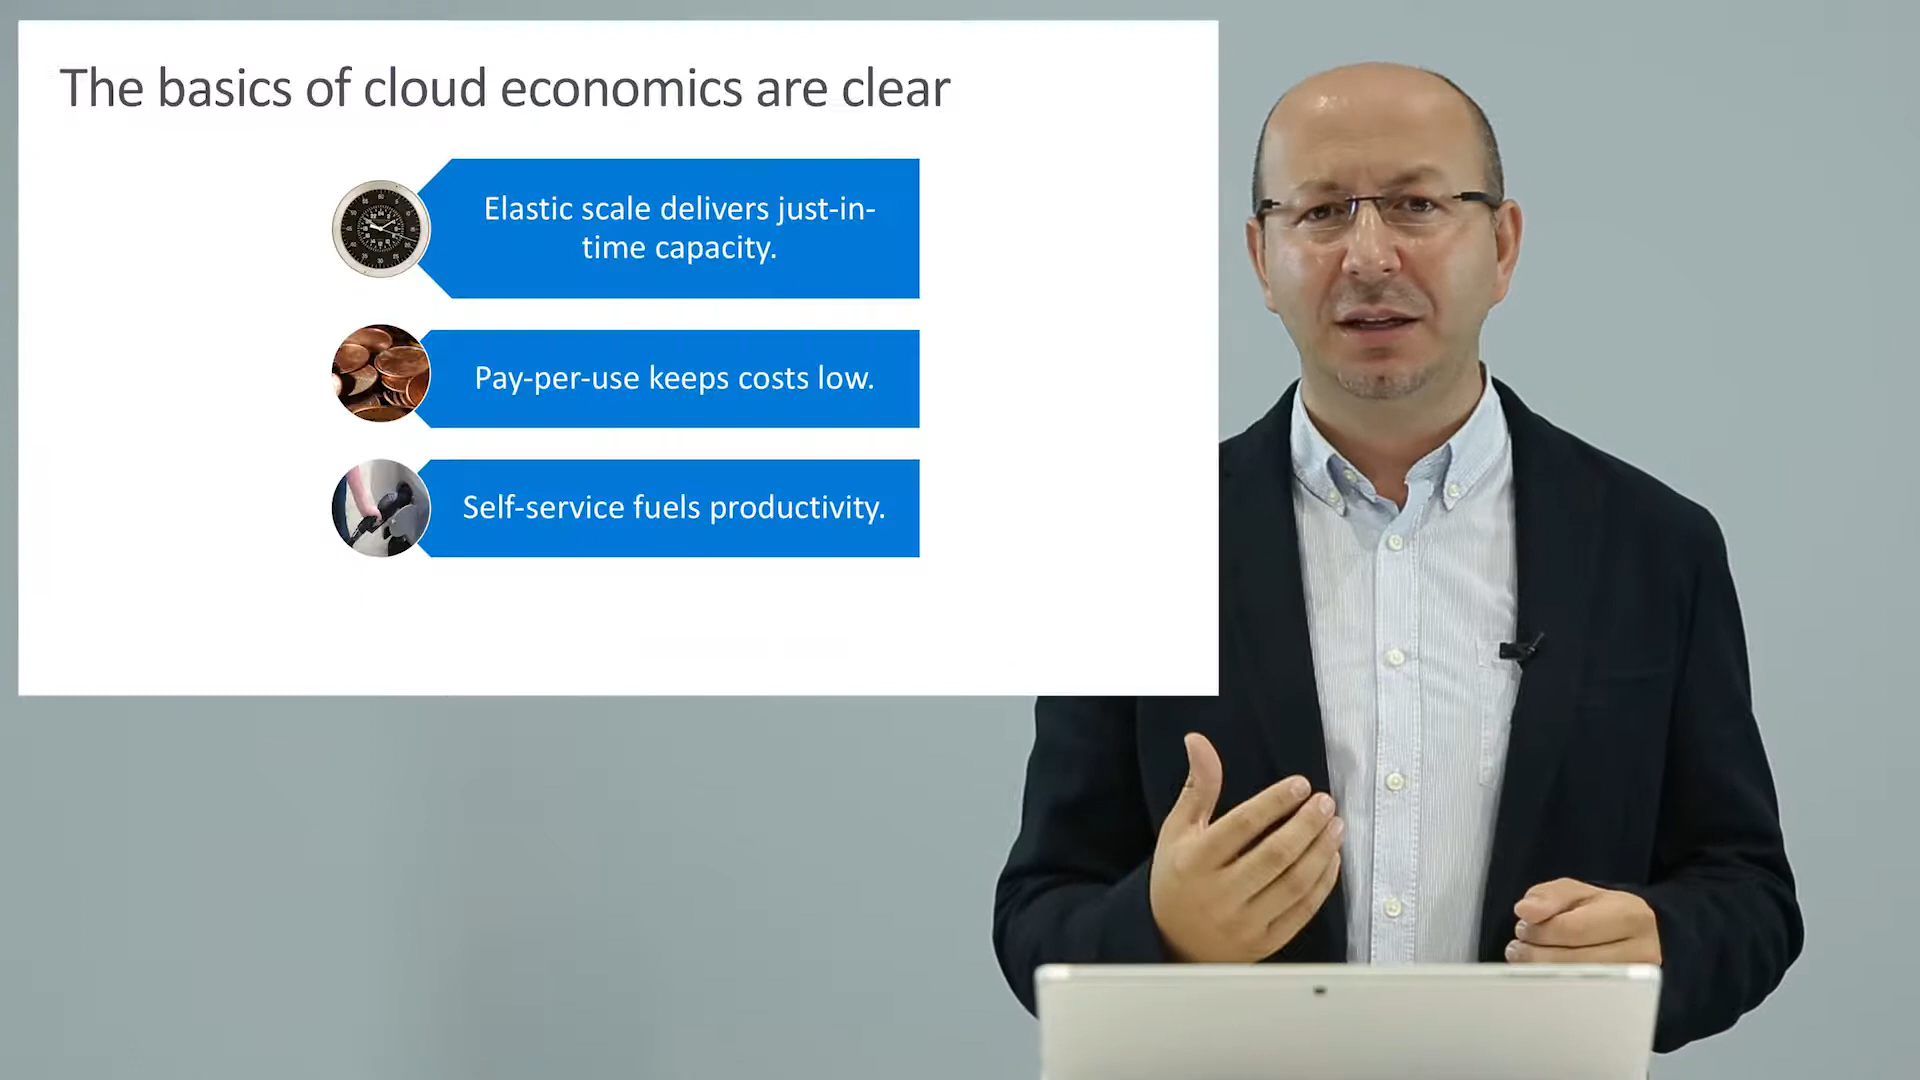 The basics of cloud economics are clear
Elastic scale delivers just-in-
time capacity.
Pay-per-use keeps costs low.
Self-service fuels productivity.